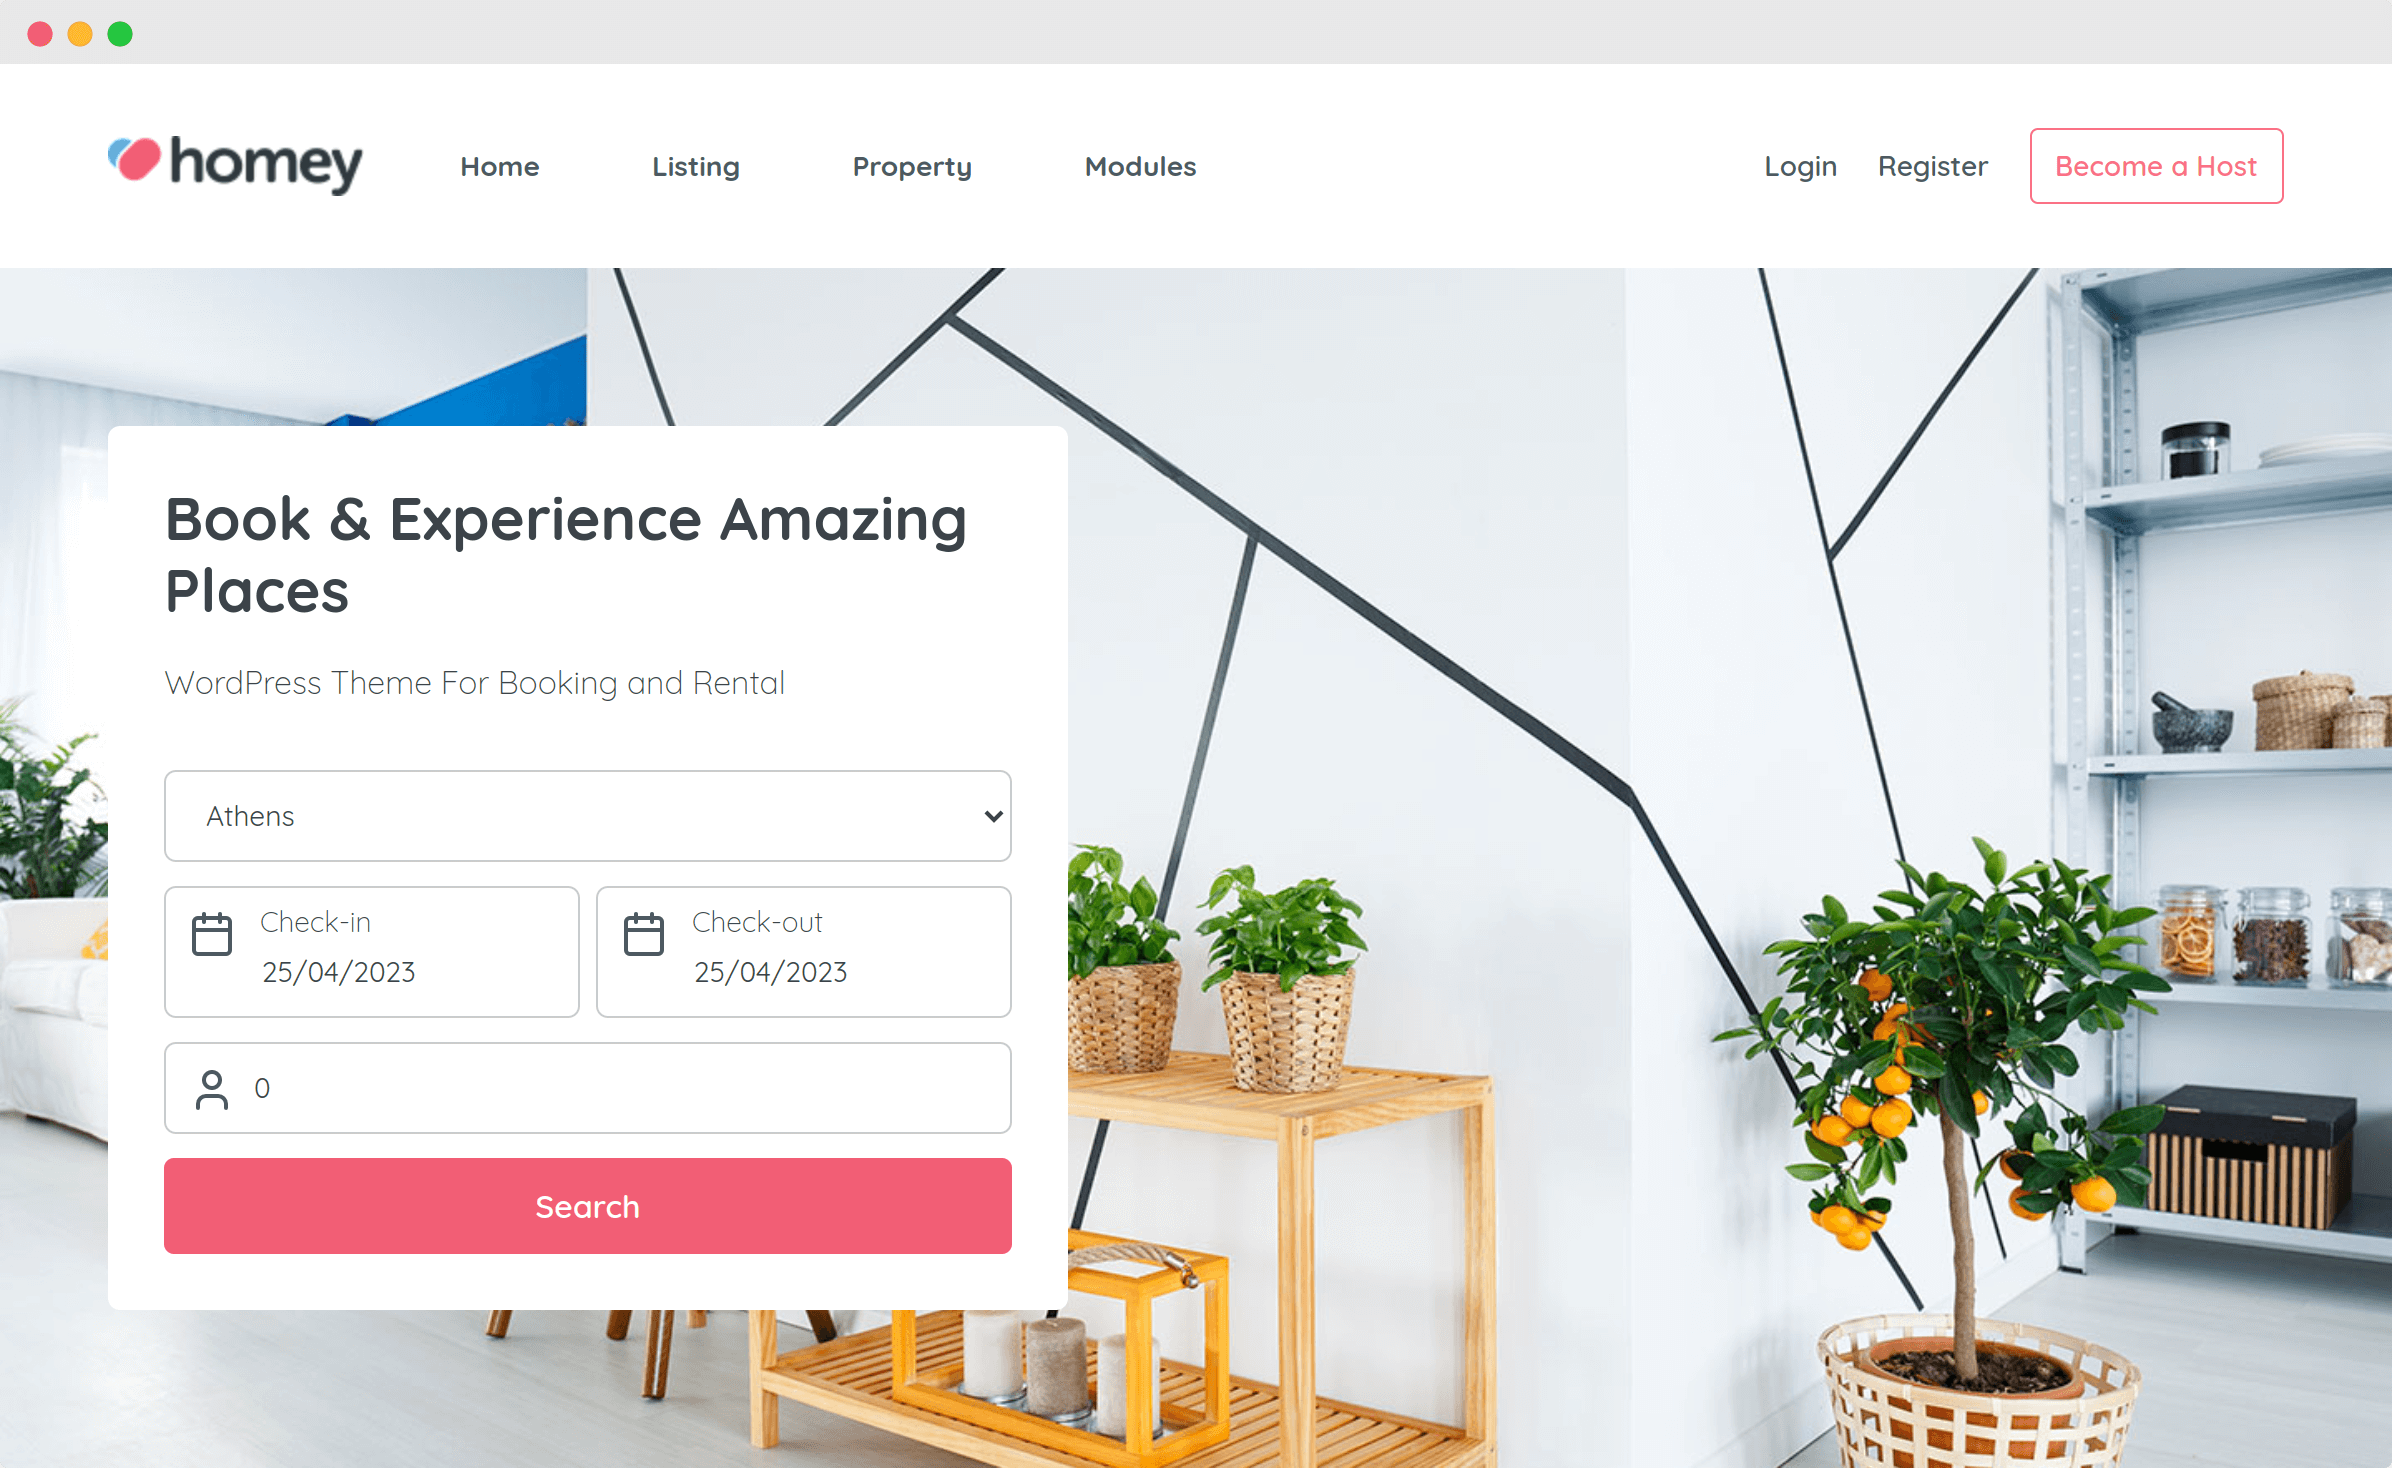 homey
Home
Listing
Property
Modules
Login
Register
Become a Host
Book & Experience Amazing
Places
WordPress Theme For Booking and Rental
Athens
Check-in
25/04/2023
Check-out
25/04/2023
0
Search